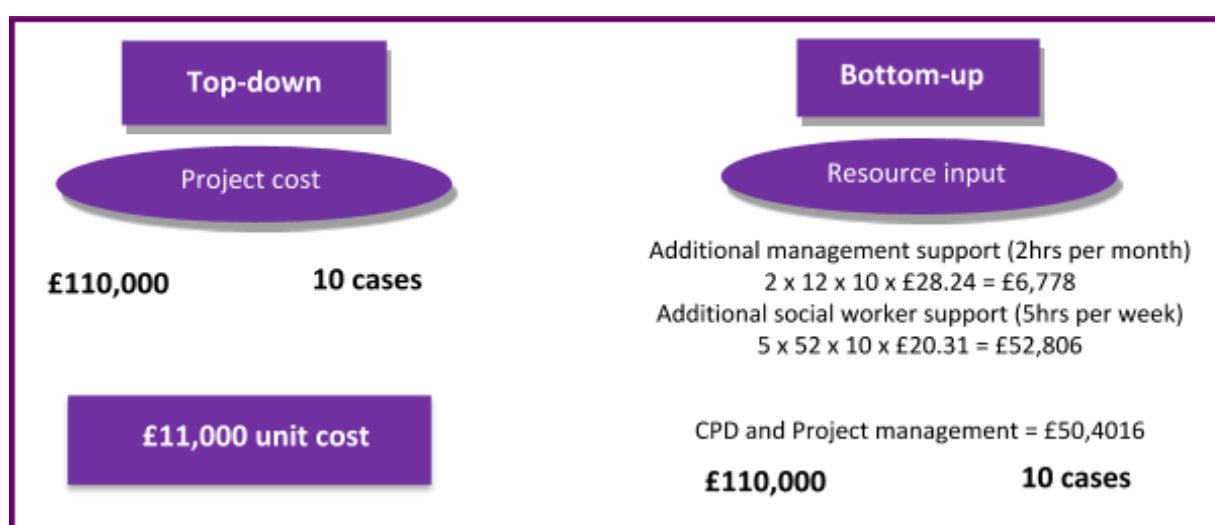 Top-down
Project cost
£110,000
10 cases
£11,000 unit cost
Bottom-up
Resource input
Additional management support (2hrs per month)
2 x 12 x 10 x £28.24 = £6,778
Additional social worker support (5hrs per week)
5 x 52 x 10 x £20.31 = £52,806
CPD and Project management = £50,4016
£110,000
10 cases